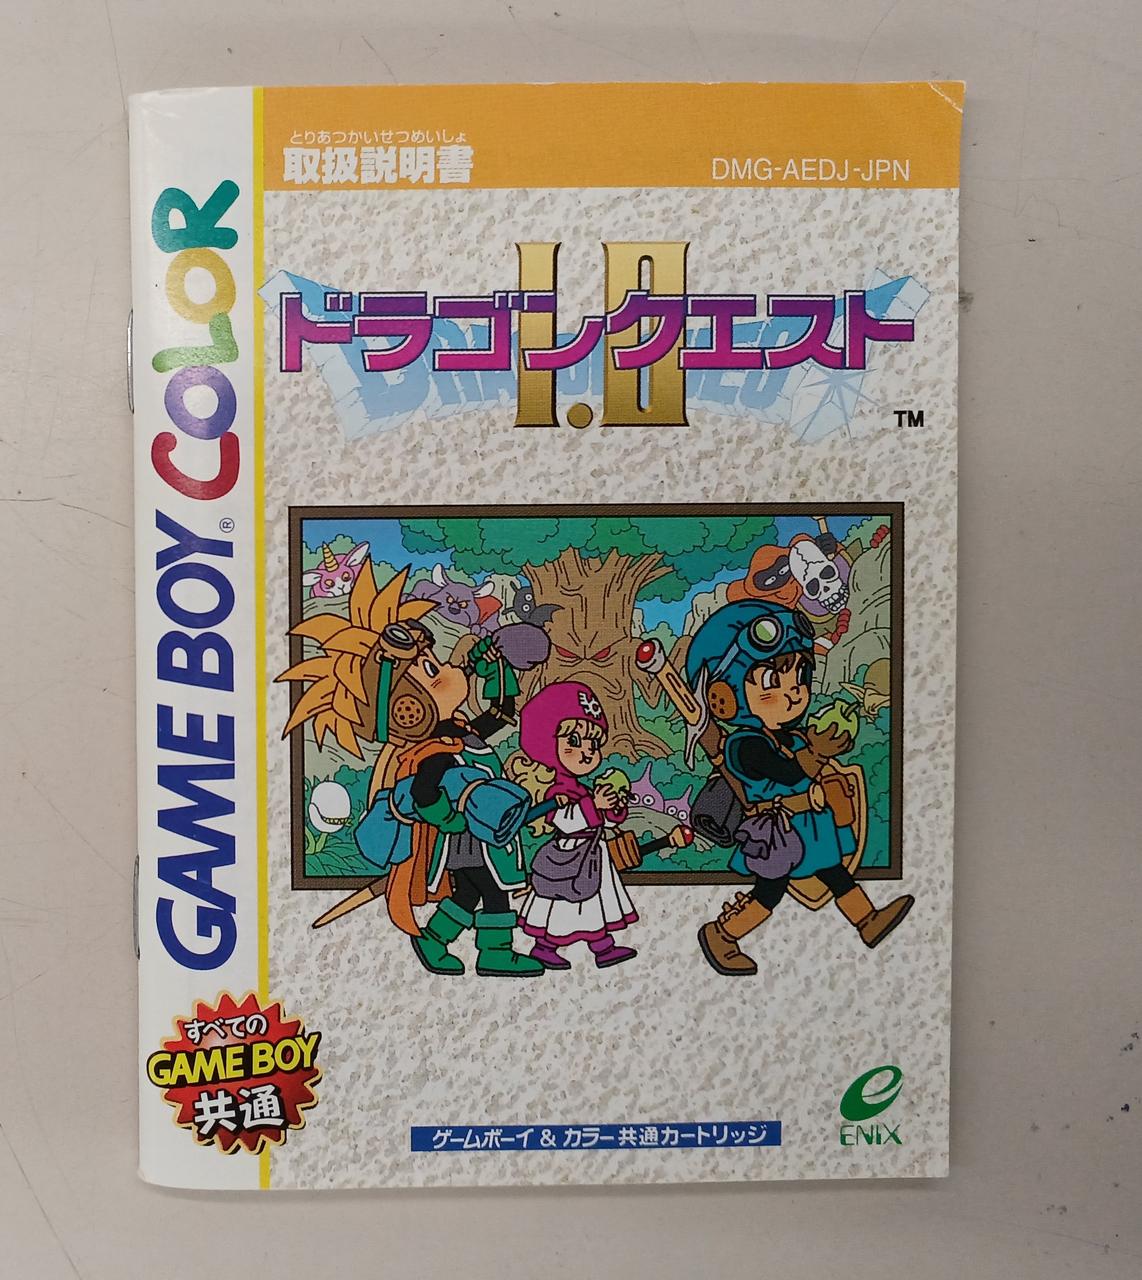 とりあつかいせつめいしょ
取扱説明書
DMG-AEDJ-JPN
ドラゴンクエスト
I.II
TM
GAME BOY® COLOR
すべての
GAME BOY
共通
ゲームボーイ & カラー共通カートリッジ
ENIX